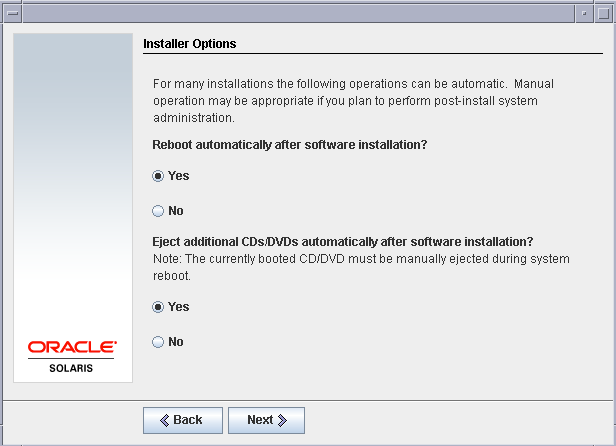 Installer Options
For many installations the following operations can be automatic. Manual
operation may be appropriate if you plan to perform post-install system
administration.
Reboot automatically after software installation?
Yes
No
Eject additional CDs/DVDs automatically after software installation?
Note: The currently booted CD/DVD must be manually ejected during system
reboot.
Yes
No
ORACLE
SOLARIS
Back
Next